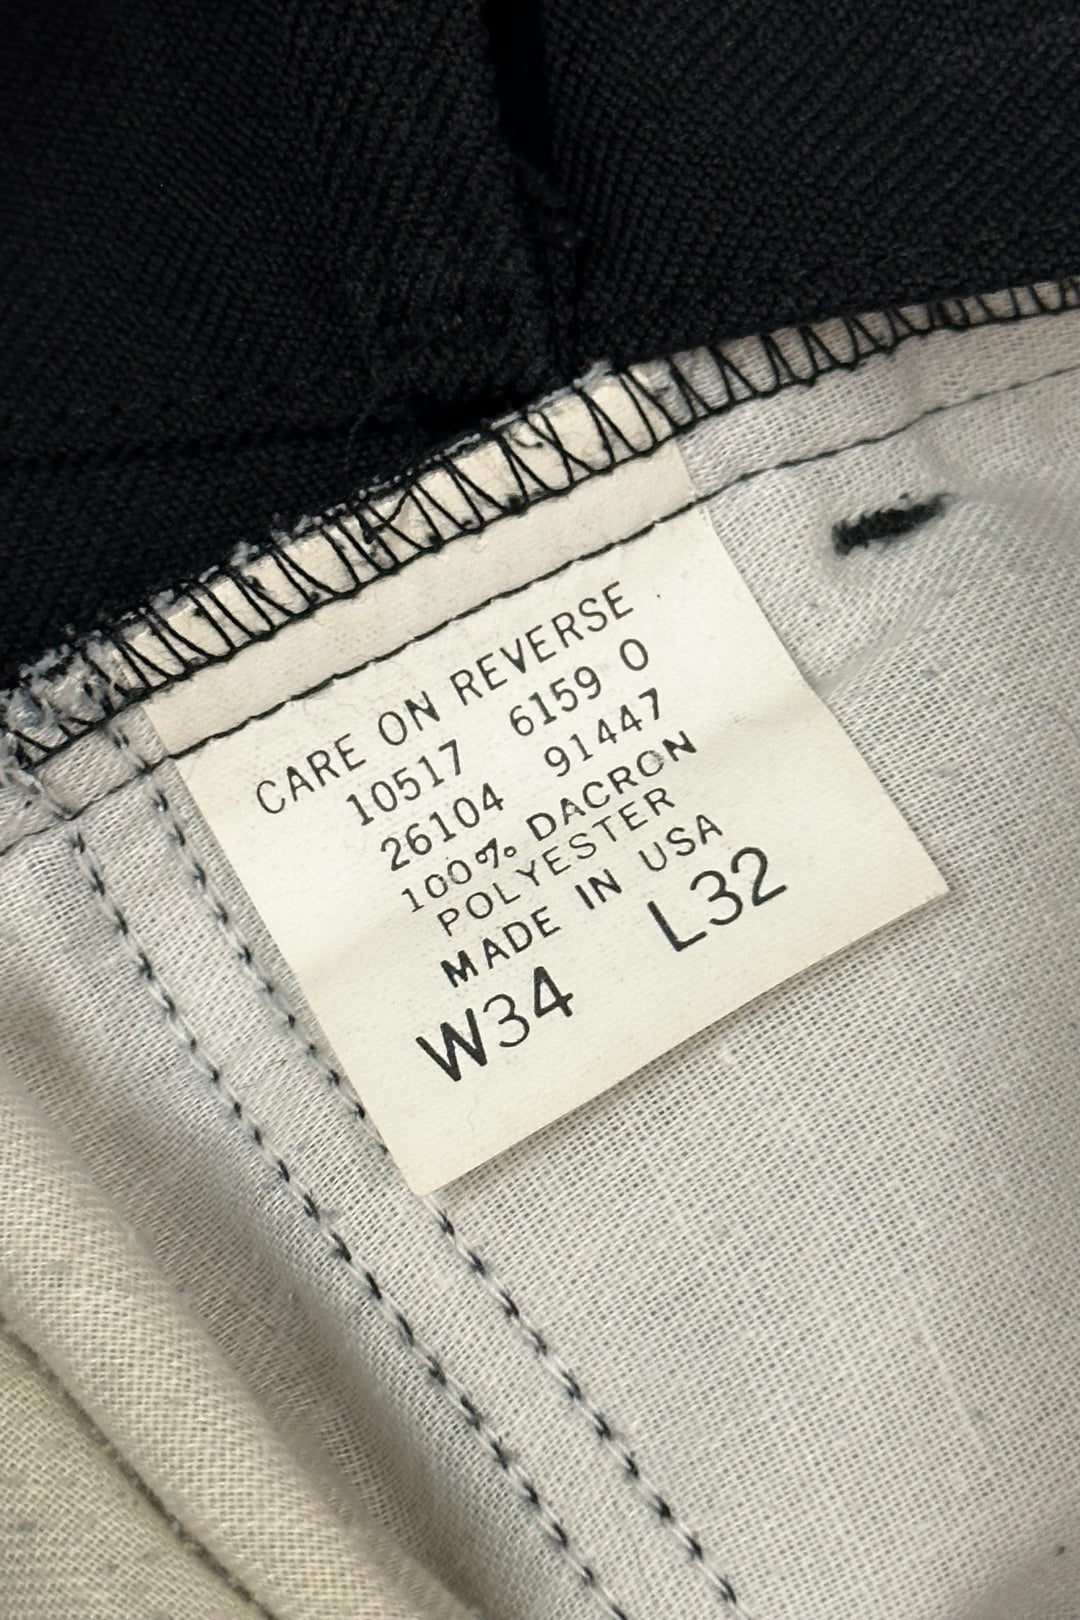 CARE ON REVERSE
10517 6159 0
26104 91447
100% DACRON
POLYESTER
MADE IN USA
W34 L32